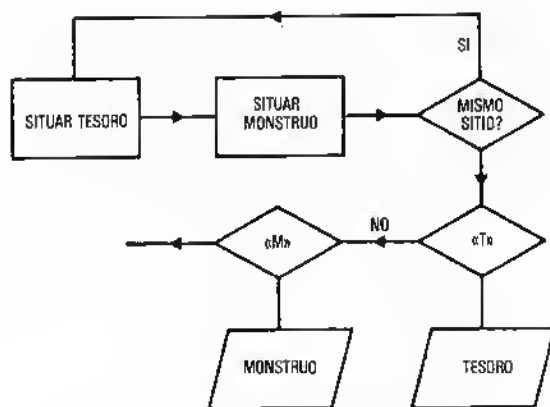 SI
SITUAR TESORO
SITUAR
MONSTRUO
MISMO
SITIO?
«M»
NO
«T»
MONSTRUO
TESORO